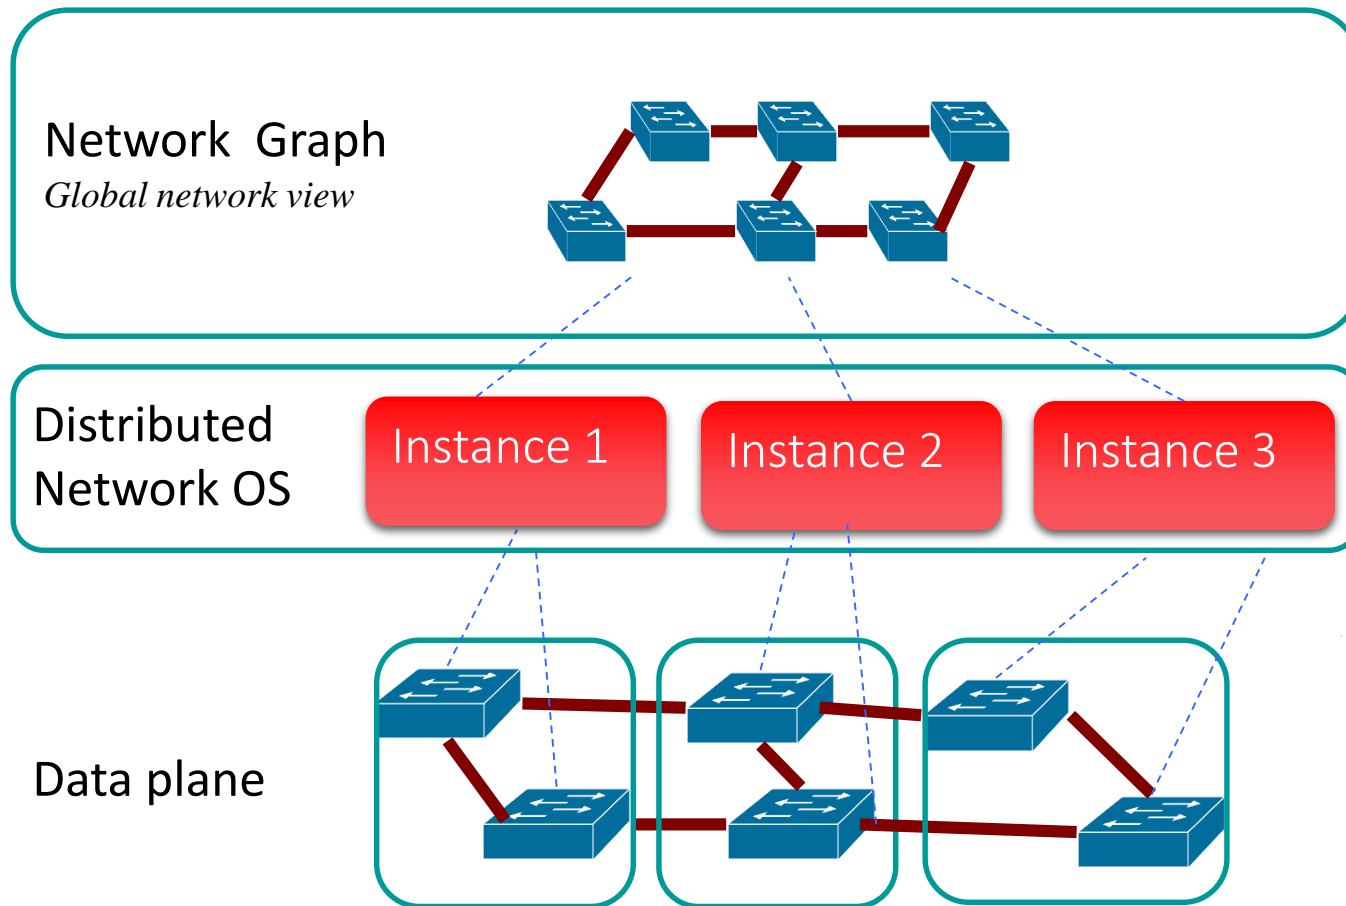 Network Graph
Global network view
Distributed
Network OS
Instance 1
Instance 2
Instance 3
Data plane